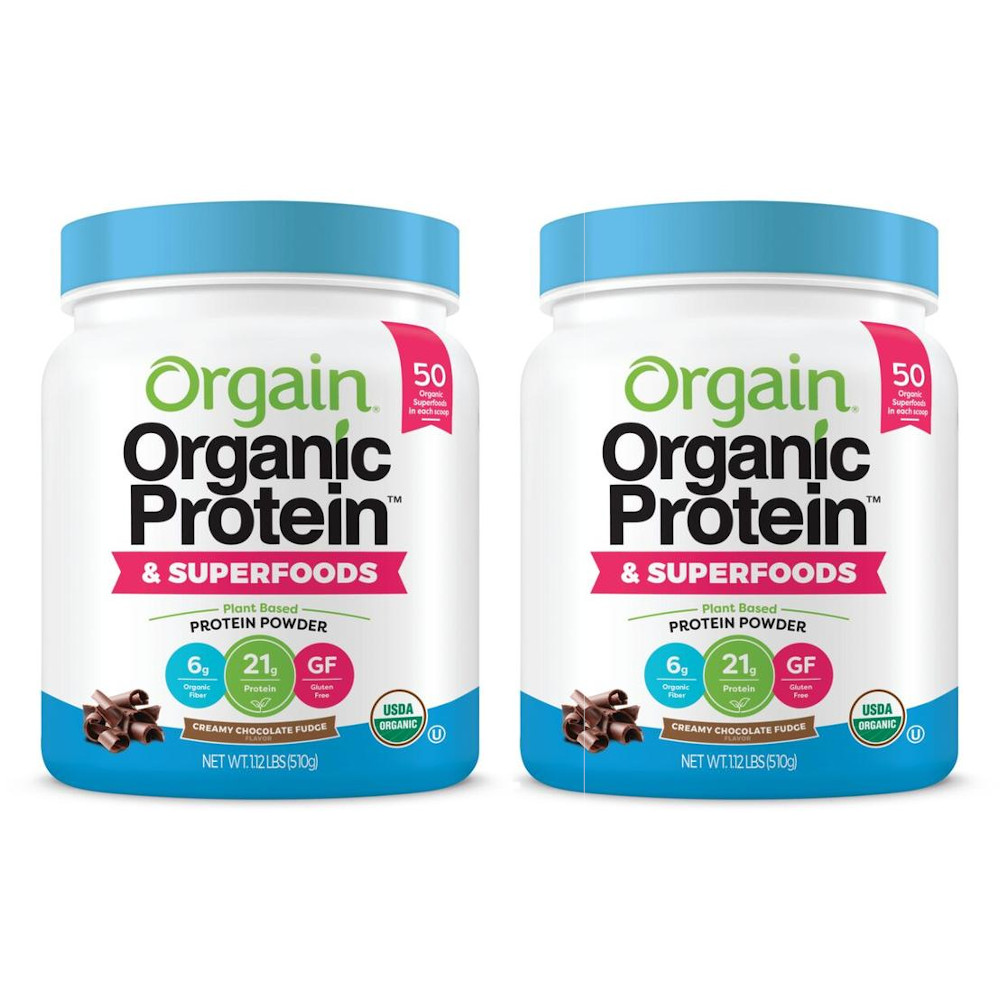 Orgain®
50
Organic
Superfoods
in each scoop
Organic
Protein™
& SUPERFOODS
Plant Based
PROTEIN POWDER
6g
Organic
Fiber
21g
Protein
GF
Gluten
Free
CREAMY CHOCOLATE FUDGE
FLAVOR
USDA
ORGANIC
U
NET WT. 1.12 LBS (510g)
Orgain®
50
Organic
Superfoods
in each scoop
Organic
Protein™
& SUPERFOODS
Plant Based
PROTEIN POWDER
6g
Organic
Fiber
21g
Protein
GF
Gluten
Free
CREAMY CHOCOLATE FUDGE
FLAVOR
USDA
ORGANIC
U
NET WT. 1.12 LBS (510g)